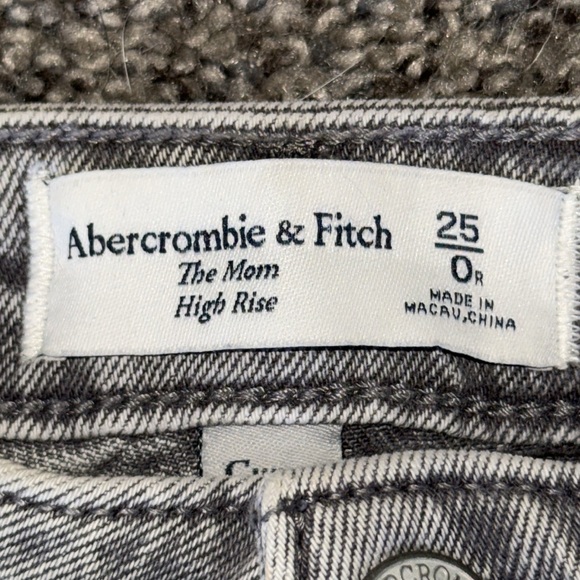 Abercrombie & Fitch
The Mom
High Rise
25
0R
MADE IN
MACAU,CHINA